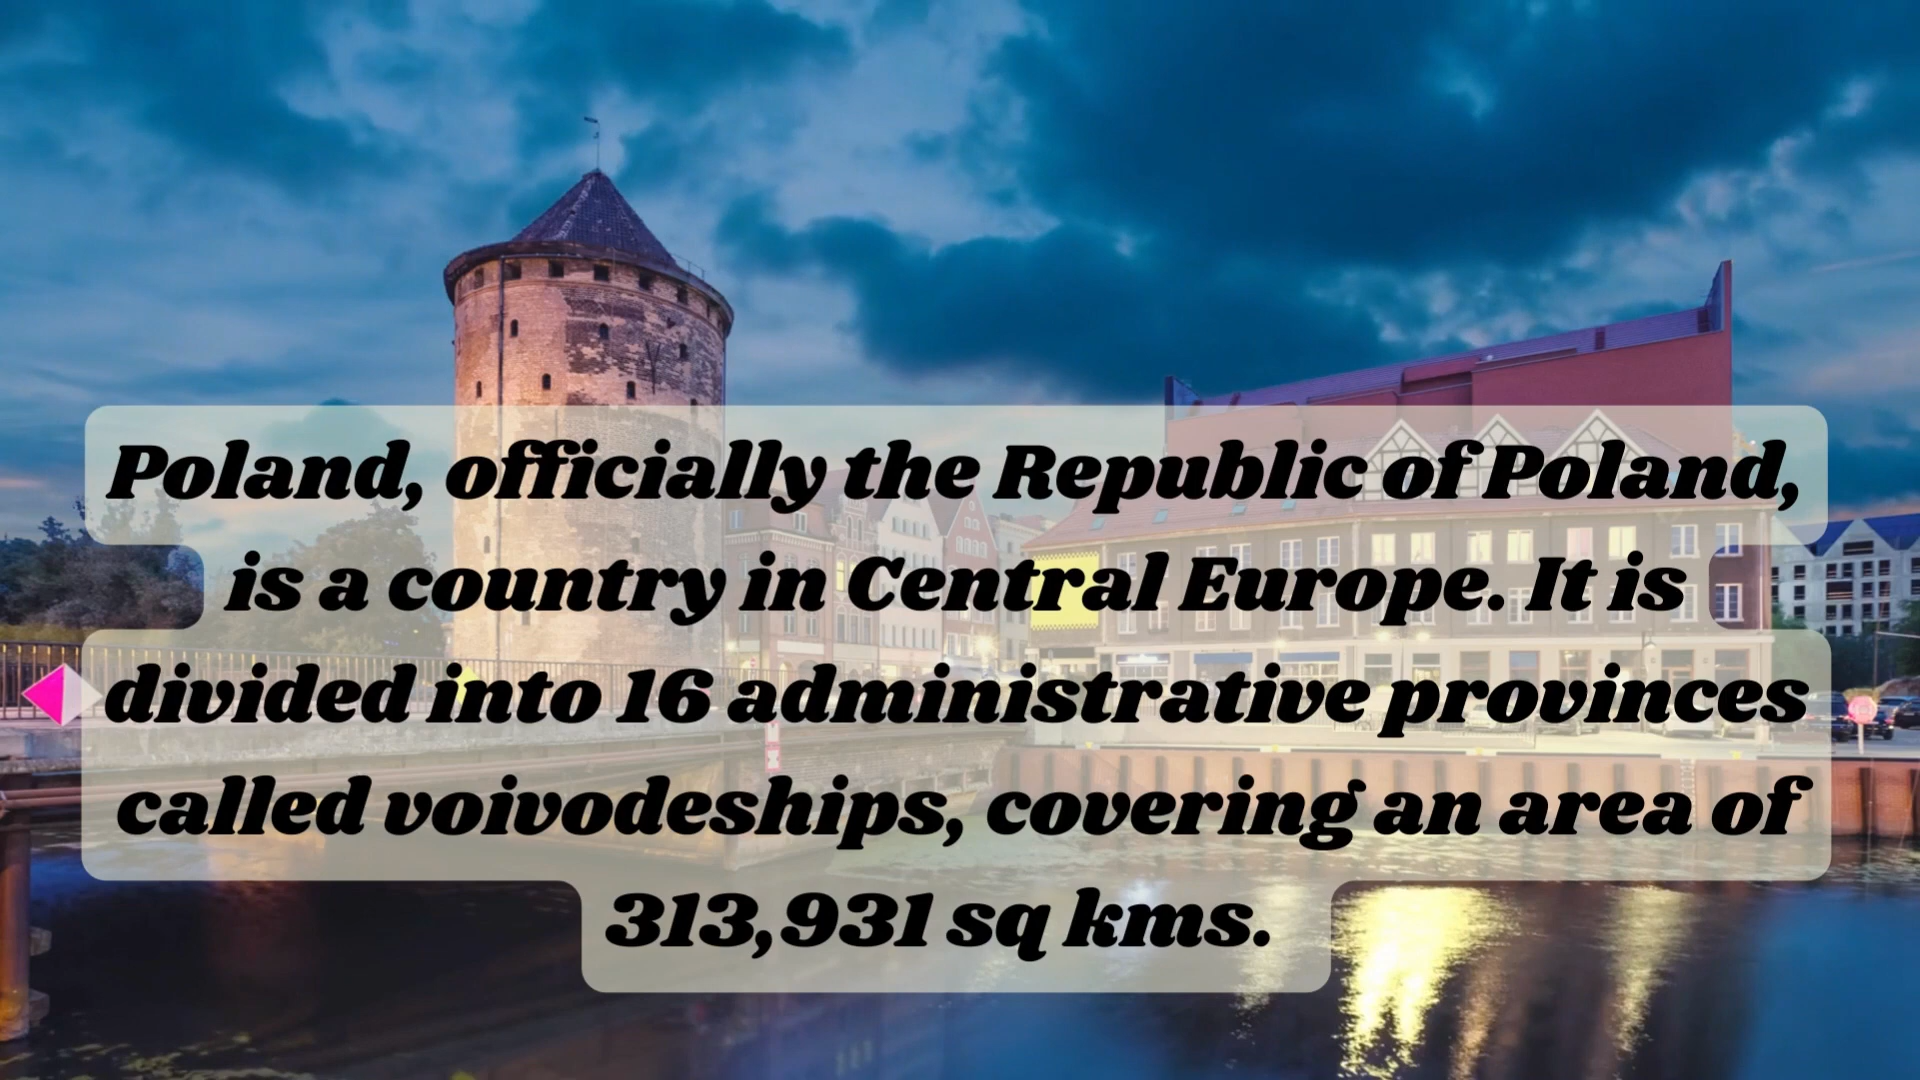 Poland, officially the Republic of Poland,
is a country in Central Europe. It is
divided into 16 administrative provinces
called voivodeships, covering an area of
313,931 sq kms.